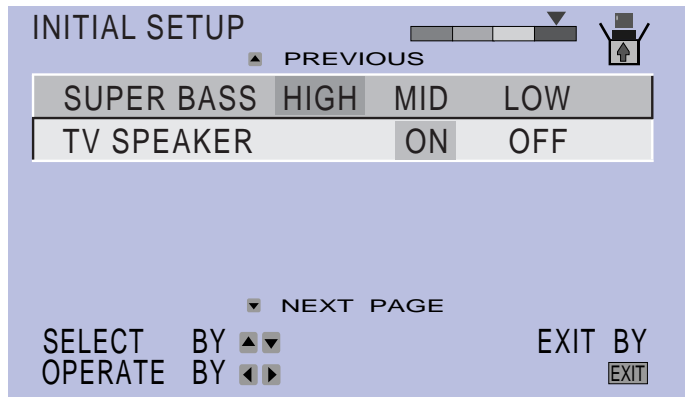 INITIAL SETUP
PREVIOUS
SUPER BASS HIGH MID LOW
TV SPEAKER ON OFF
NEXT PAGE
SELECT BY EXIT BY
OPERATE BY EXIT